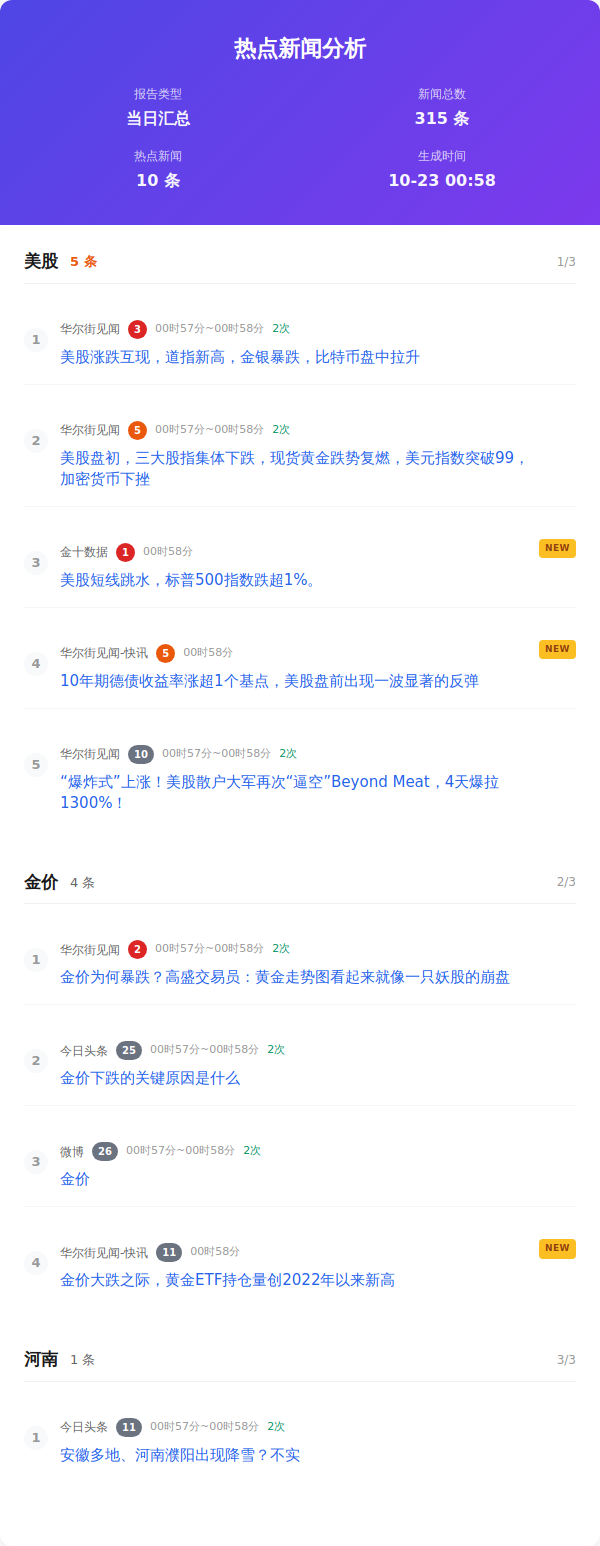 热点新闻分析
报告类型
新闻总数
当日汇总
315 条
热点新闻
生成时间
10 条
10-23 00:58
美股 5 条 1/3
1
华尔街见闻 3 00时57分~00时58分 2次
美股涨跌互现，道指新高，金银暴跌，比特币盘中拉升
2
华尔街见闻 5 00时57分~00时58分 2次
美股盘初，三大股指集体下跌，现货黄金跌势复燃，美元指数突破99，
加密货币下挫
3
金十数据 1 00时58分 NEW
美股短线跳水，标普500指数跌超1%。
4
华尔街见闻-快讯 5 00时58分 NEW
10年期德债收益率涨超1个基点，美股盘前出现一波显著的反弹
5
华尔街见闻 10 00时57分~00时58分 2次
“爆炸式”上涨！美股散户大军再次“逼空”Beyond Meat，4天爆拉
1300%！
金价 4 条 2/3
1
华尔街见闻 2 00时57分~00时58分 2次
金价为何暴跌？高盛交易员：黄金走势图看起来就像一只妖股的崩盘
2
今日头条 25 00时57分~00时58分 2次
金价下跌的关键原因是什么
3
微博 26 00时57分~00时58分 2次
金价
4
华尔街见闻-快讯 11 00时58分 NEW
金价大跌之际，黄金ETF持仓量创2022年以来新高
河南 1 条 3/3
1
今日头条 11 00时57分~00时58分 2次
安徽多地、河南濮阳出现降雪？不实